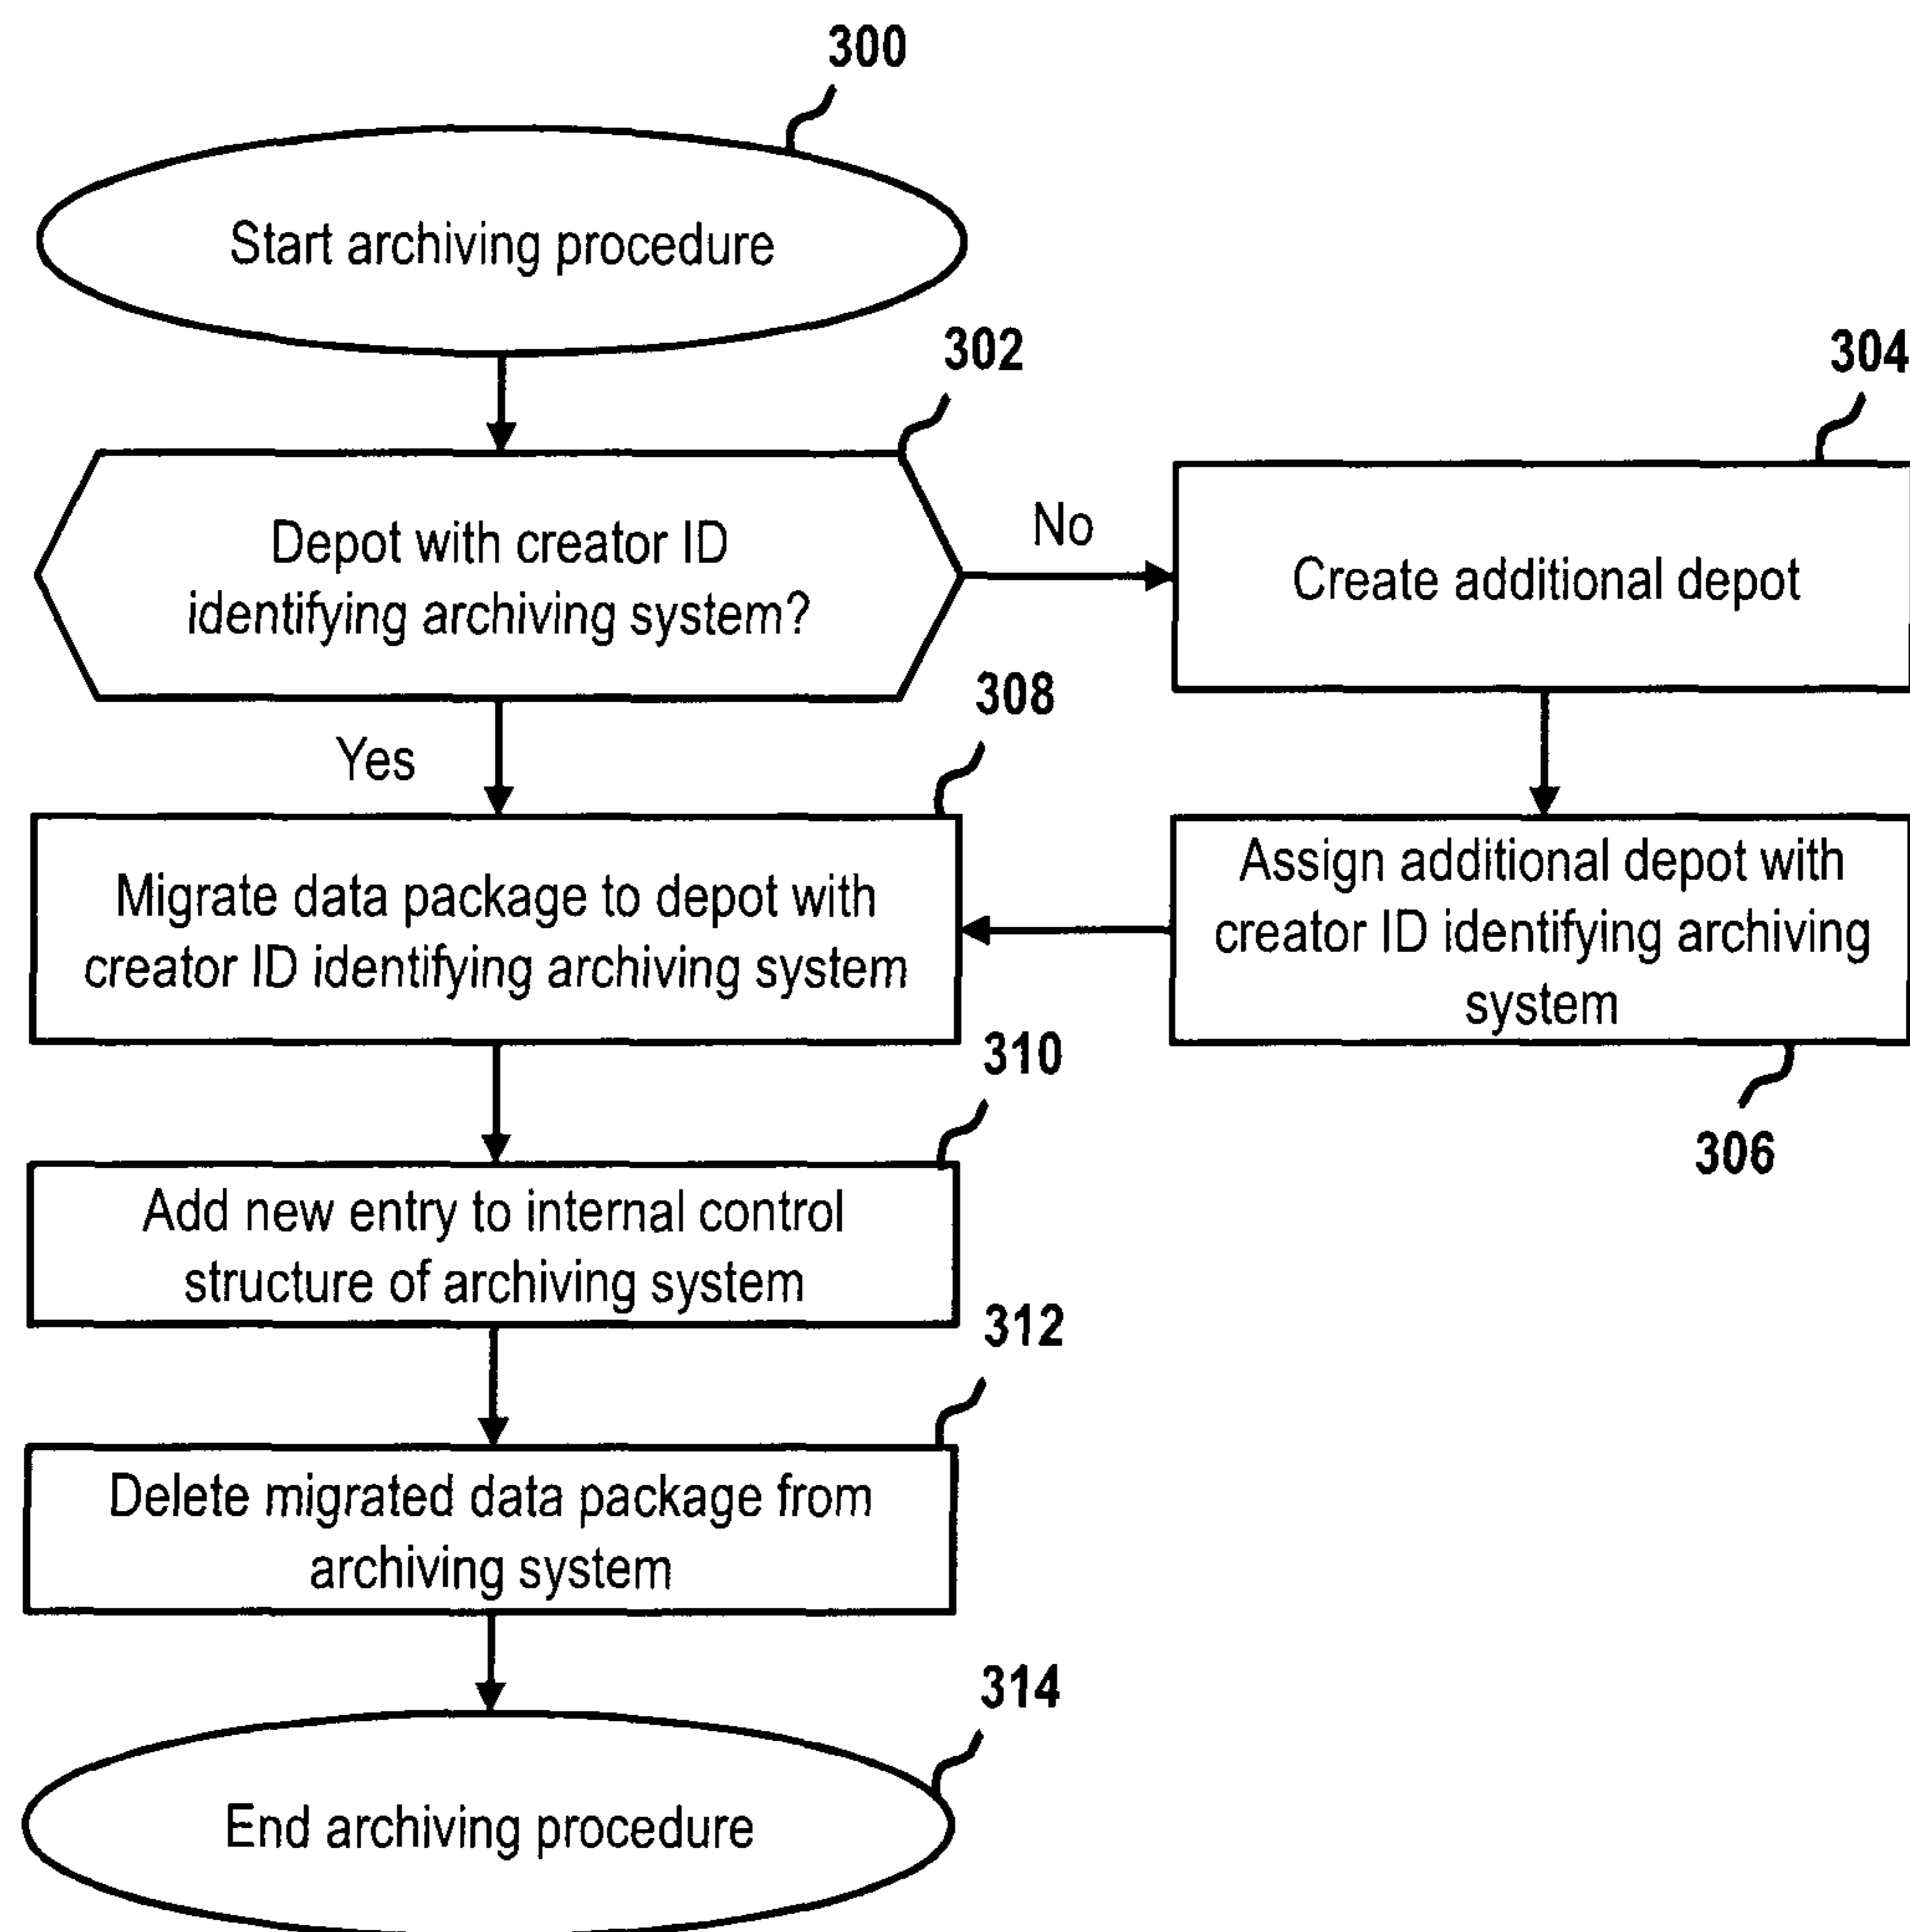 300
Start archiving procedure
302
304
Depot with creator ID
identifying archiving system?
No
Create additional depot
308
Yes
Migrate data package to depot with
creator ID identifying archiving system
Assign additional depot with
creator ID identifying archiving
system
306
310
Add new entry to internal control
structure of archiving system
312
Delete migrated data package from
archiving system
314
End archiving procedure